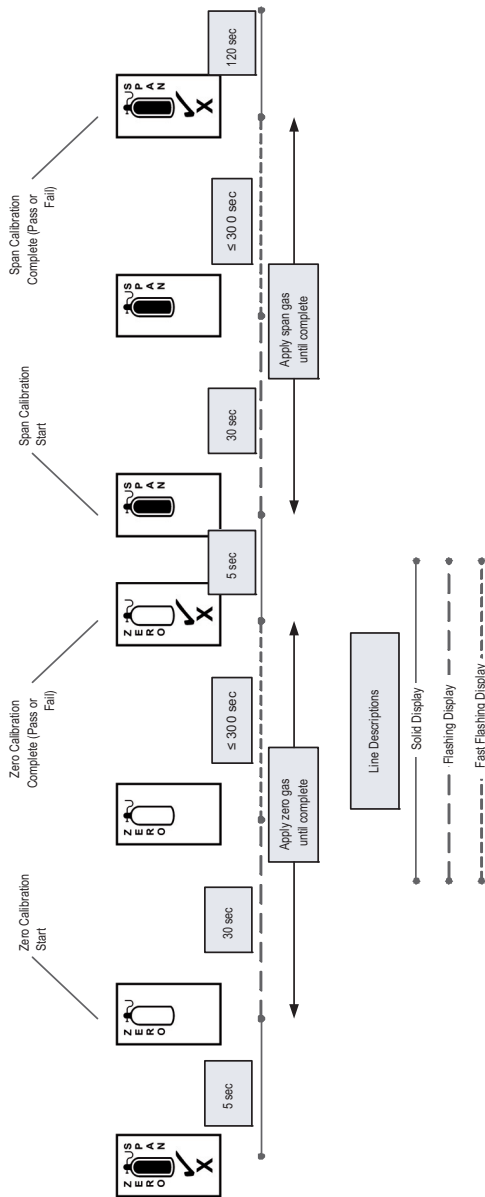 Zero Calibration
Start
Zero Calibration
Complete (Pass or
Fail)
Span Calibration
Start
Span Calibration
Complete (Pass or
Fail)
ZERO
SPAN
ZERO
ZERO
ZERO
SPAN
SPAN
SPAN
5 sec
30 sec
≤ 300 sec
5 sec
30 sec
≤ 30 0 sec
120 sec
Apply zero gas
until complete
Apply span gas
until complete
Line Descriptions
Solid Display
Flashing Display
Fast Flashing Display